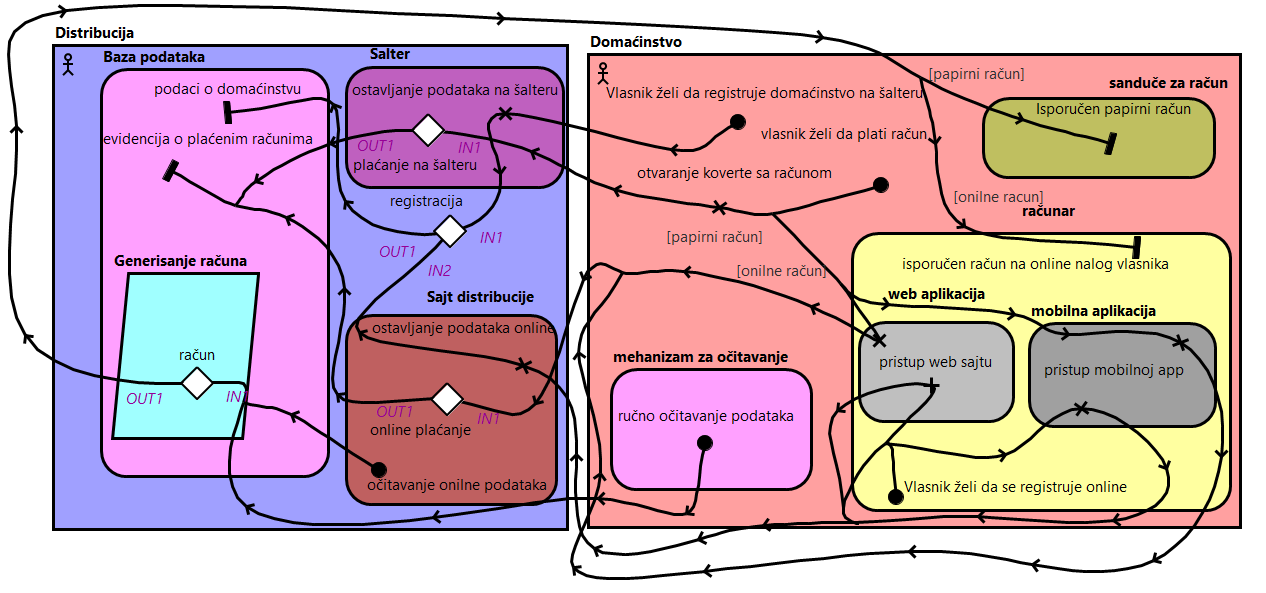 Distribucija
Baza podataka
podaci o domaćinstvu
evidencija o plaćenim računima
Generisanje računa
račun
OUT1
IN1
Salter
ostavljanje podataka na šalteru
OUT1
IN1
plaćanje na šalteru
registracija
OUT1
IN1
IN2
Sajt distribucije
ostavljanje podataka online
OUT1
IN1
online plaćanje
očitavanje onilne podataka
Domaćinstvo
Vlasnik želi da registruje domaćinstvo na šalteru
vlasnik želi da plati račun
otvaranje koverte sa računom
[papirni račun]
[onilne račun]
[papirni račun]
sanduče za račun
Isporučen papirni račun
[onilne racun]
računar
isporučen račun na online nalog vlasnika
web aplikacija
pristup web sajtu
mobilna aplikacija
pristup mobilnoj app
Vlasnik želi da se registruje online
mehanizam za očitavanje
ručno očitavanje podataka